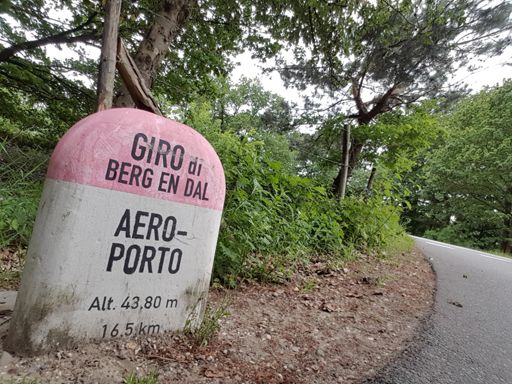 GIRO di
BERG EN DAL
AERO-
PORTO
Alt. 43,80 m
16.5 km